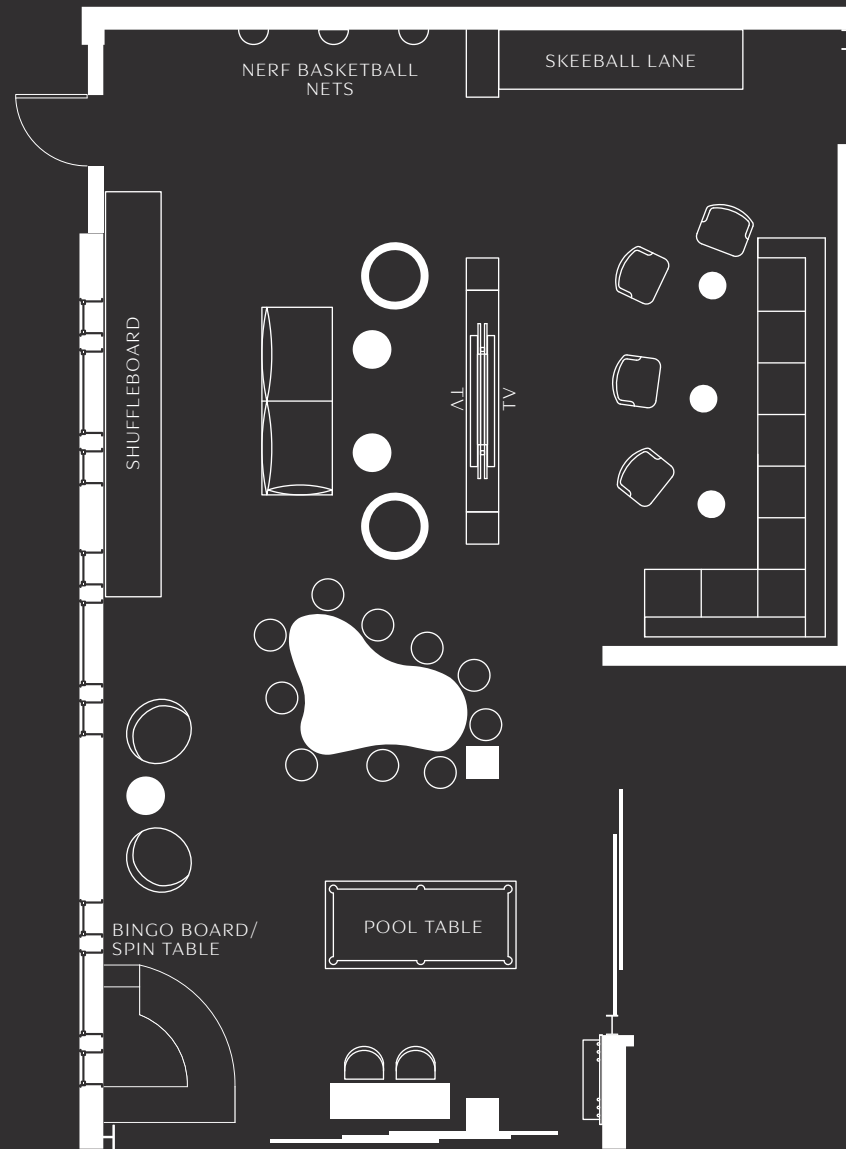 NERF BASKETBALL
NETS
SKEEBALL LANE
SHUFFLEBOARD
TV
TV
BINGO BOARD/
SPIN TABLE
POOL TABLE